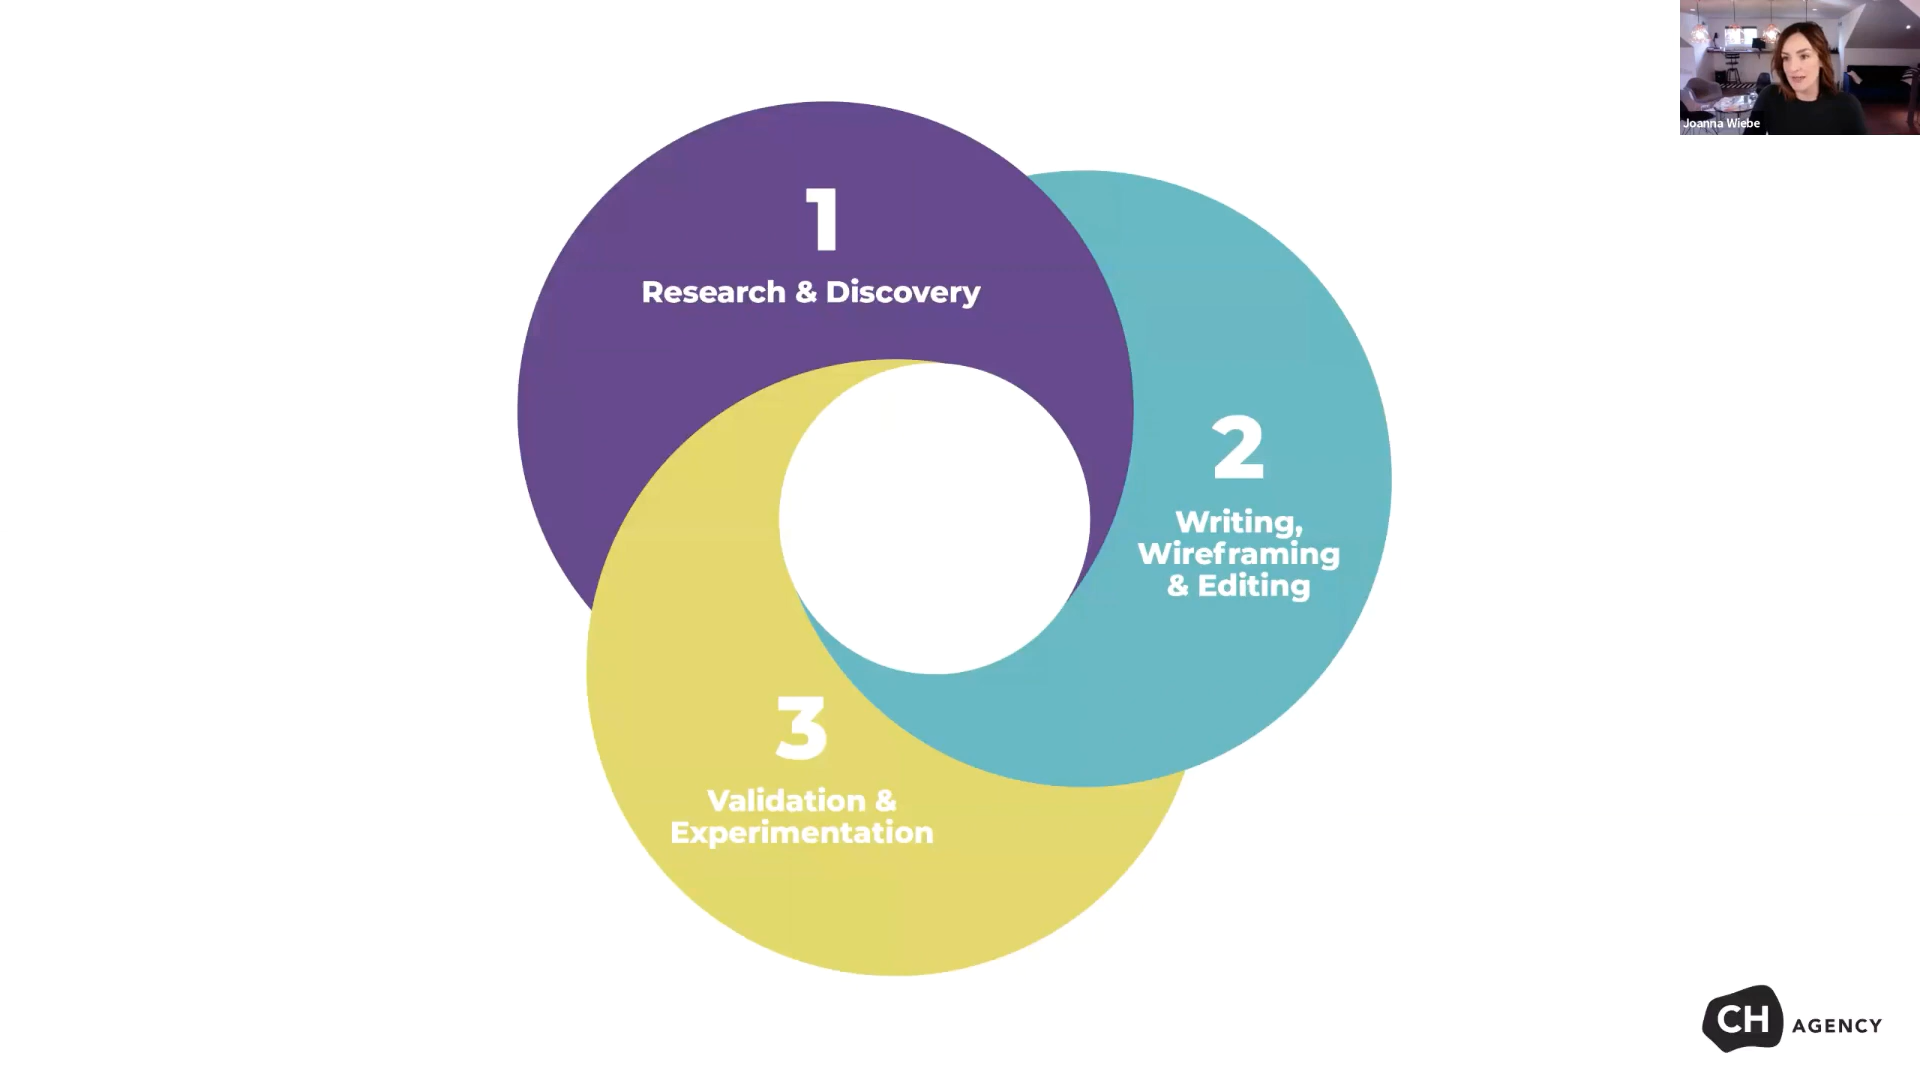 Joanna Wiebe
1
Research & Discovery
2
Writing,
Wireframing
& Editing
3
Validation &
Experimentation
CH AGENCY